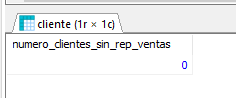 cliente (1r × 1c)
numero_clientes_sin_rep_ventas
0